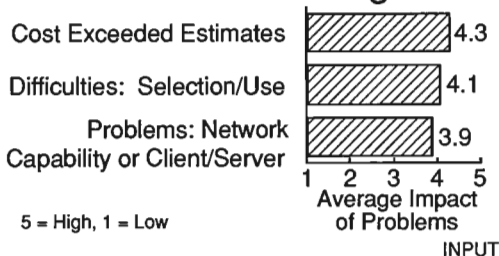 Cost Exceeded Estimates
4.3
Difficulties: Selection/Use
4.1
Problems: Network
Capability or Client/Server
3.9
1 2 3 4 5
Average Impact
of Problems
5 = High, 1 = Low
INPUT